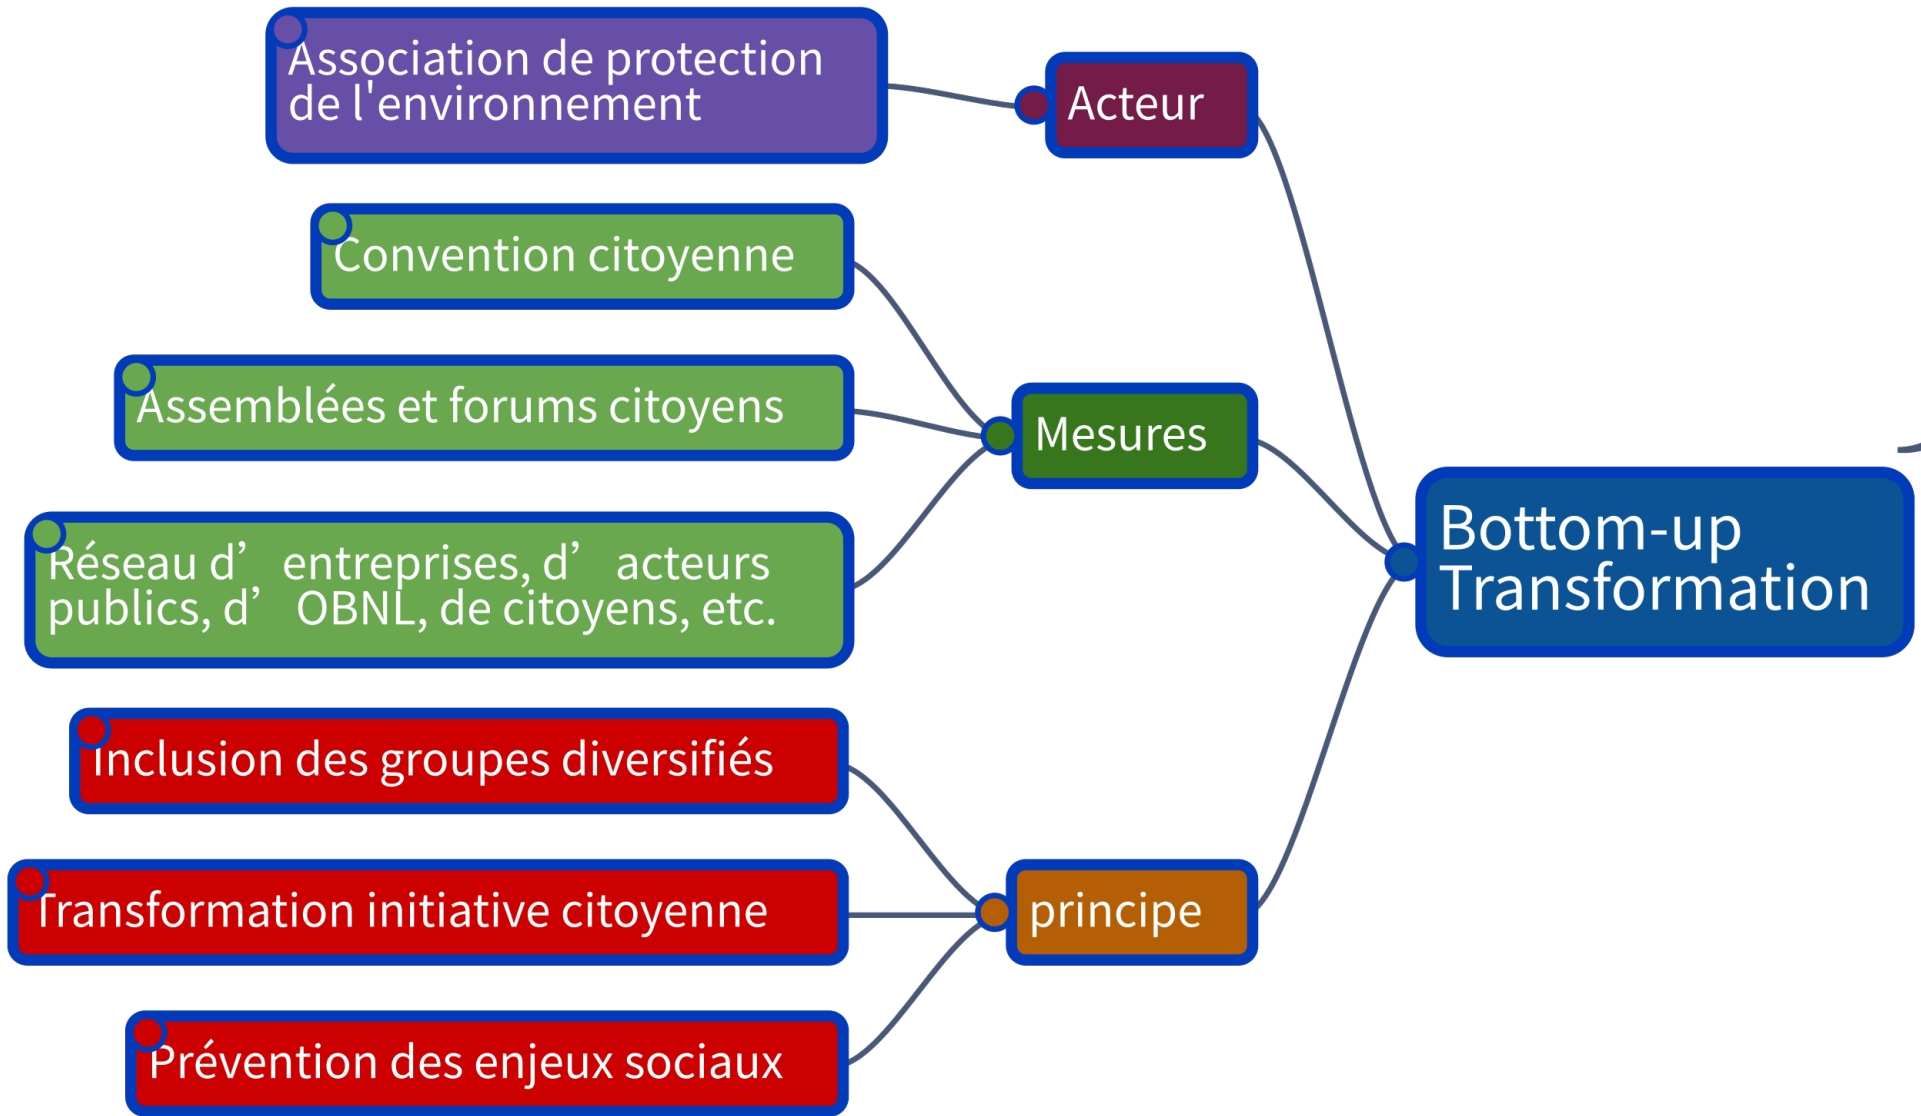 Association de protection
de l'environnement
Acteur
Convention citoyenne
Assemblées et forums citoyens
Réseau d’entreprises, d’acteurs
publics, d’OBNL, de citoyens, etc.
Mesures
Inclusion des groupes diversifiés
Transformation initiative citoyenne
Prévention des enjeux sociaux
principe
Bottom-up
Transformation